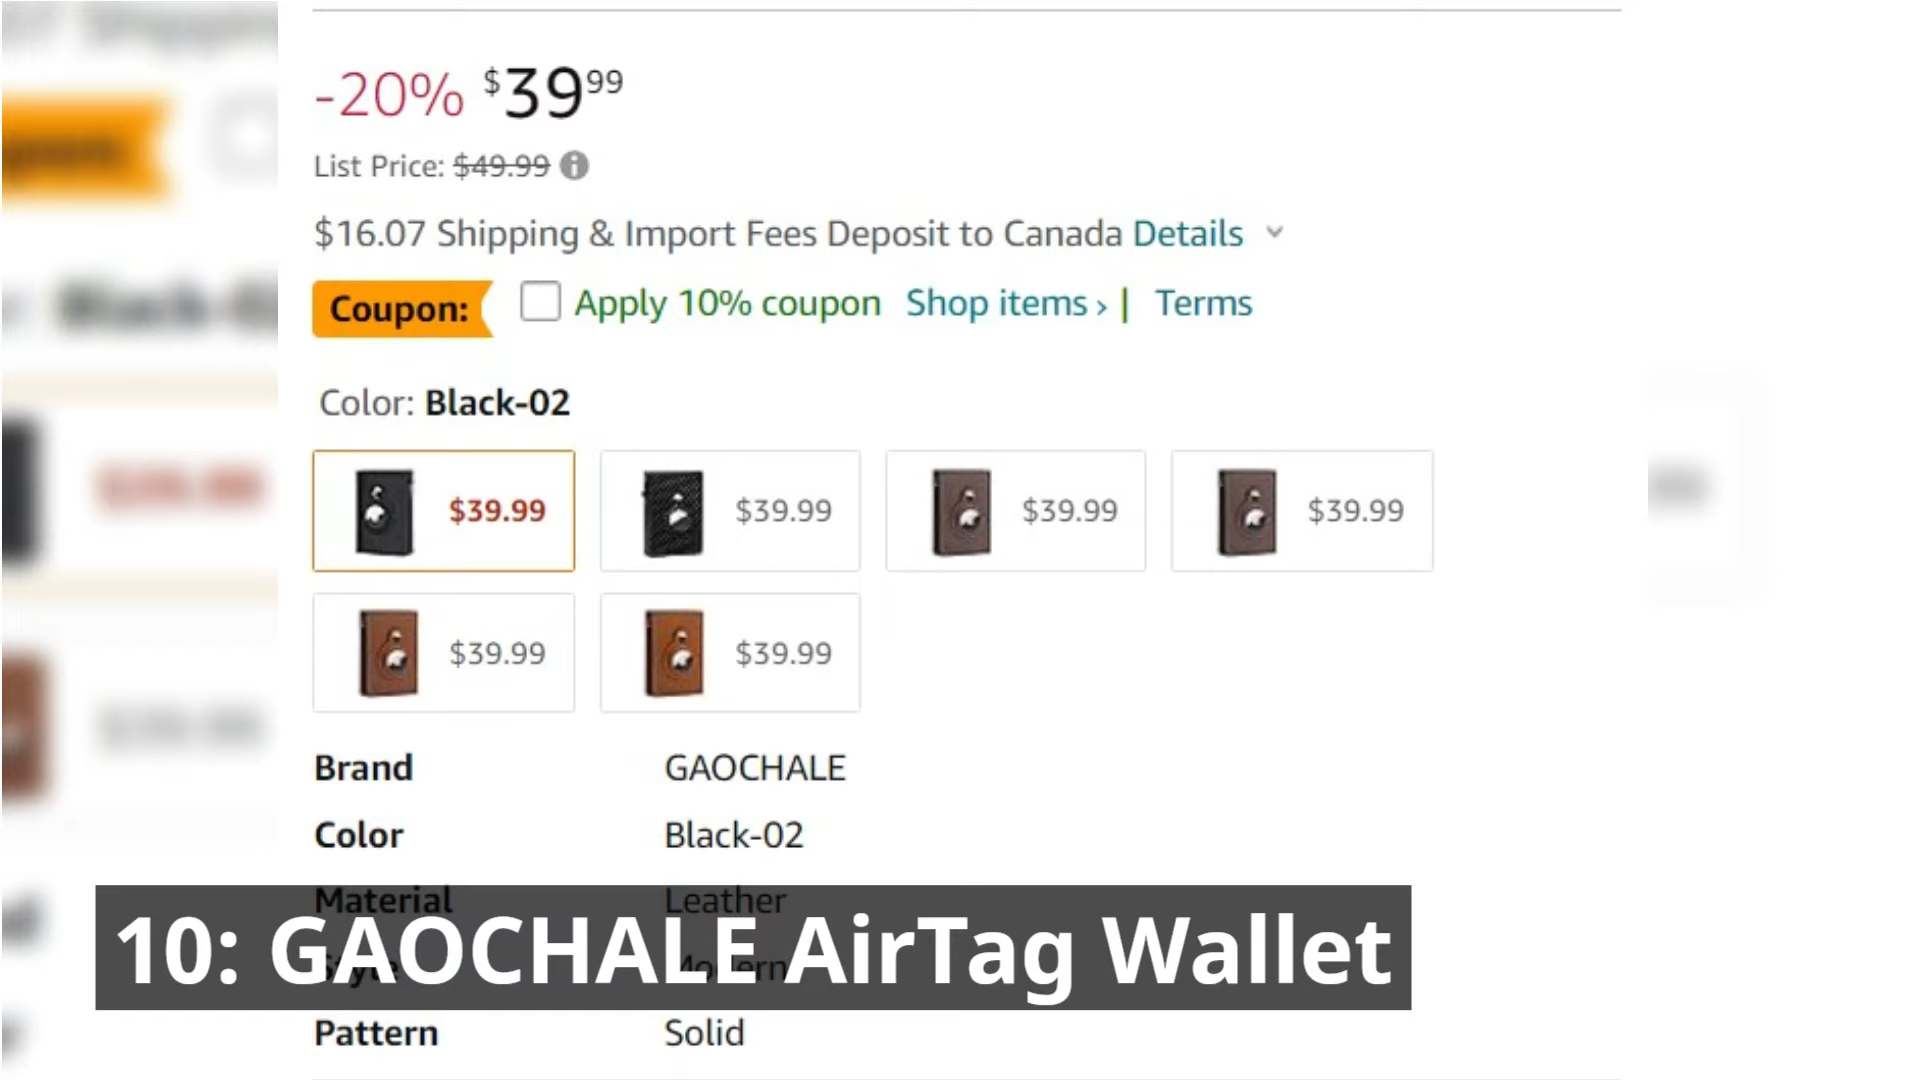 -20% $39.99
List Price: $49.99
$16.07 Shipping & Import Fees Deposit to Canada Details
Coupon: Apply 10% coupon Shop items › | Terms
Color: Black-02
$39.99 $39.99 $39.99 $39.99
$39.99 $39.99
Brand GAOCHALE
Color Black-02
Material Leather
Style Modern
10: GAOCHALE AirTag Wallet
Pattern Solid